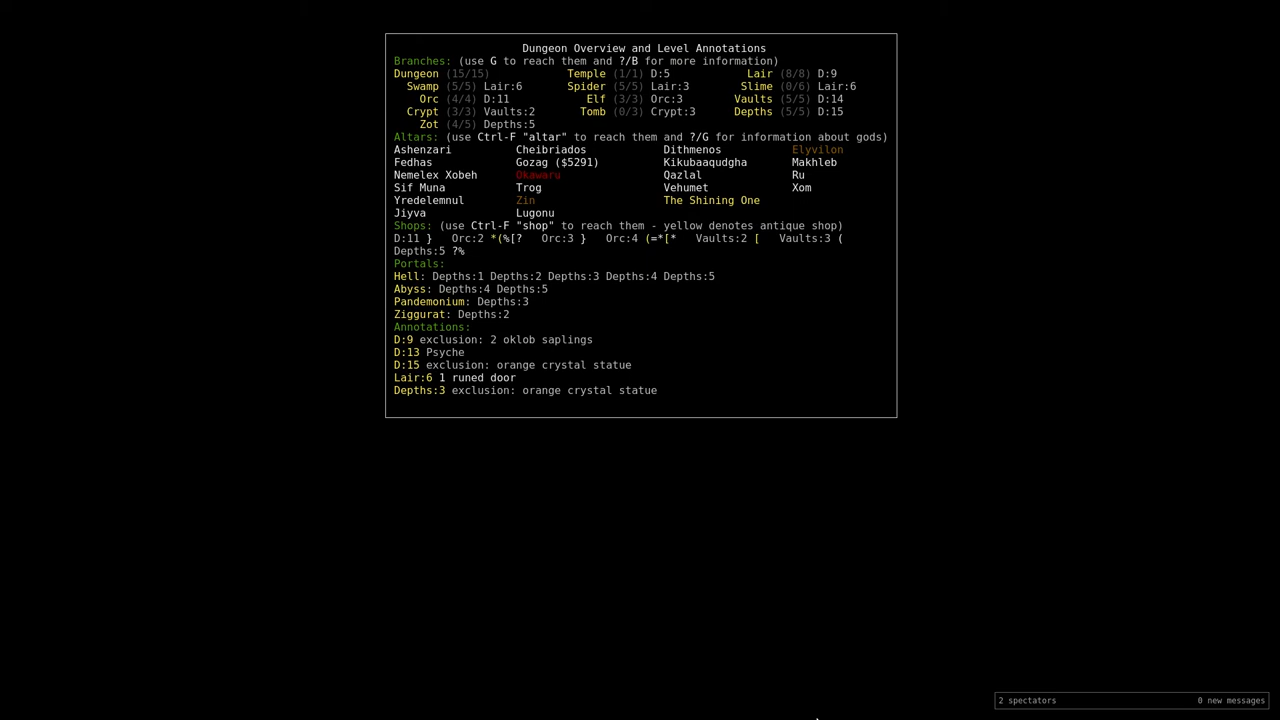 Dungeon Overview and Level Annotations
Branches: (use G to reach them and ?/B for more information)
Dungeon (15/15) Temple (1/1) D:5 Lair (8/8) D:9
Swamp (5/5) Lair:6 Spider (5/5) Lair:3 Slime (0/6) Lair:6
Orc (4/4) D:11 Elf (3/3) Orc:3 Vaults (5/5) D:14
Crypt (3/3) Vaults:2 Tomb (0/3) Crypt:3 Depths (5/5) D:15
Zot (4/5) Depths:5
Altars: (use Ctrl-F "altar" to reach them and ?/G for information about gods)
Ashenzari Cheibriados Dithmenos Elyvilon
Fedhas Gozag ($5291) Kikubaaqudgha Makhleb
Nemelex Xobeh Okawaru Qazlal Ru
Sif Muna Trog Vehumet Xom
Yredelemnul Zin The Shining One
Jiyva Lugonu
Shops: (use Ctrl-F "shop" to reach them - yellow denotes antique shop)
D:11 } Orc:2 *(%[? Orc:3 } Orc:4 (=*[* Vaults:2 [ Vaults:3 (
Depths:5 ?%
Portals:
Hell: Depths:1 Depths:2 Depths:3 Depths:4 Depths:5
Abyss: Depths:4 Depths:5
Pandemonium: Depths:3
Ziggurat: Depths:2
Annotations:
D:9 exclusion: 2 oklob saplings
D:13 Psyche
D:15 exclusion: orange crystal statue
Lair:6 1 runed door
Depths:3 exclusion: orange crystal statue
2 spectators 0 new messages